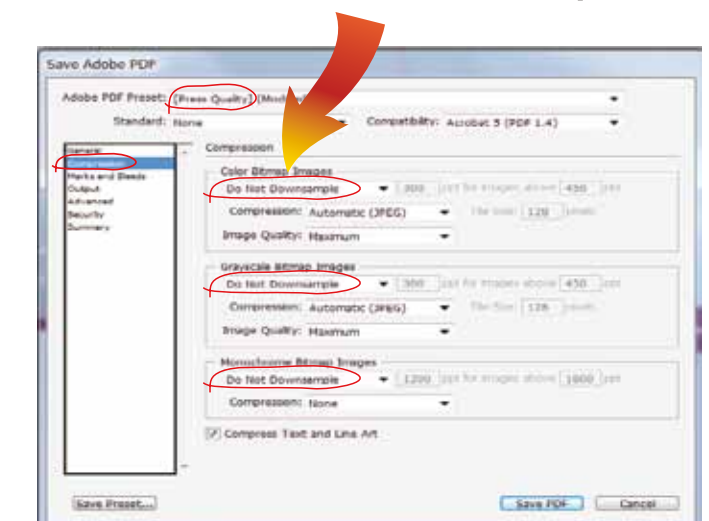 Save Adobe PDF
Adobe PDF Preset: [Press Quality]
Standard: None Compatibility: Acrobat 5 (PDF 1.4)
General
Compression
Marks and Bleeds
Output
Advanced
Security
Summary
Compression
Color Bitmap Images
Do Not Downsample 300 ppi for images above 450 ppi
Compression: Automatic (JPEG) Tile Size: 128 pixels
Image Quality: Maximum
Grayscale Bitmap Images
Do Not Downsample 300 ppi for images above 450 ppi
Compression: Automatic (JPEG) Tile Size: 128 pixels
Image Quality: Maximum
Monochrome Bitmap Images
Do Not Downsample 1200 ppi for images above 1800 ppi
Compression: None
Compress Text and Line Art
Save Preset... Save PDF Cancel